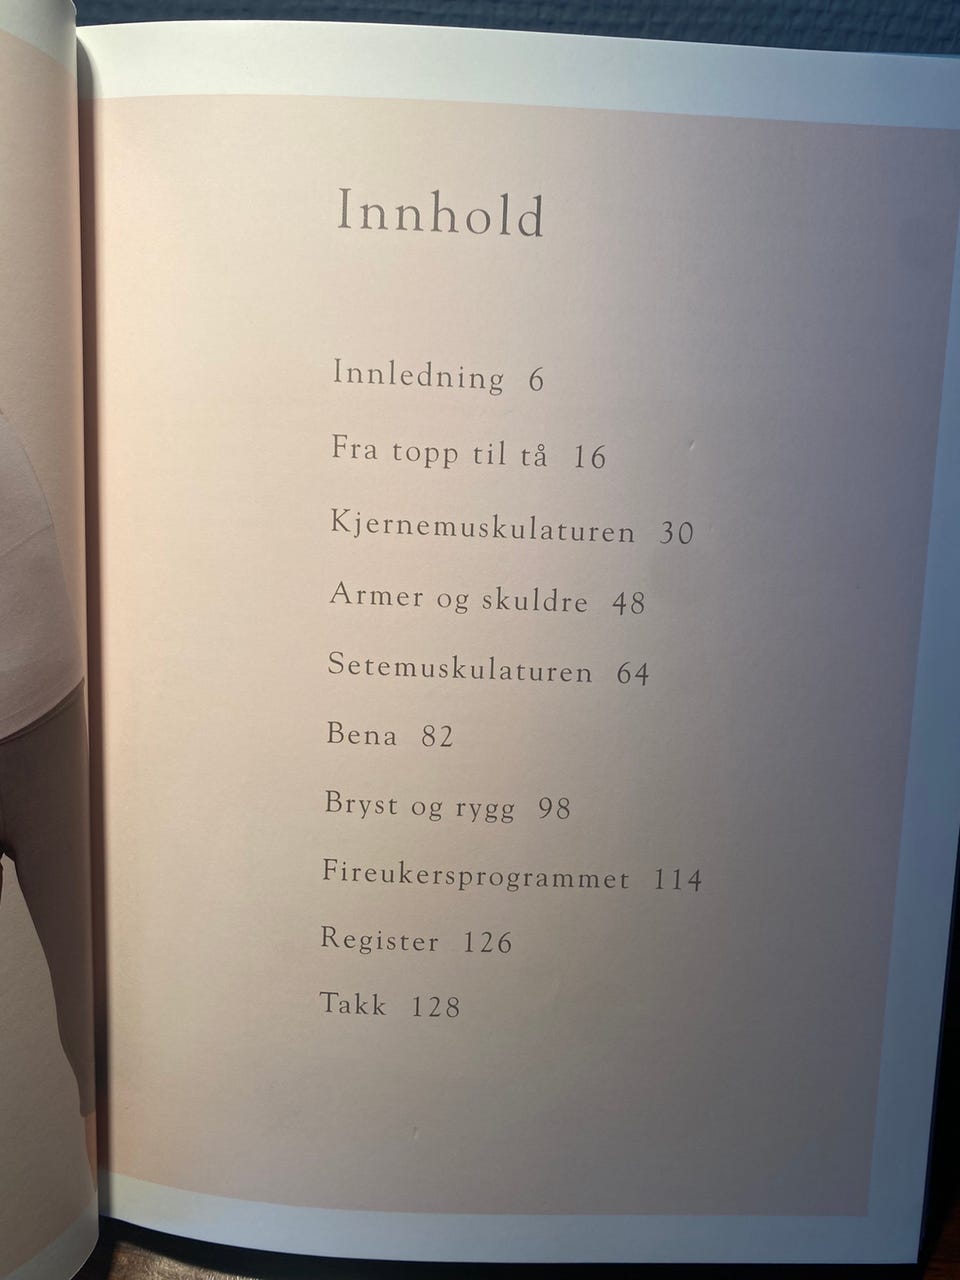 Innhold
Innledning 6
Fra topp til tå 16
Kjernemuskulaturen 30
Armer og skuldre 48
Setemuskulaturen 64
Bena 82
Bryst og rygg 98
Fireukersprogrammet 114
Register 126
Takk 128